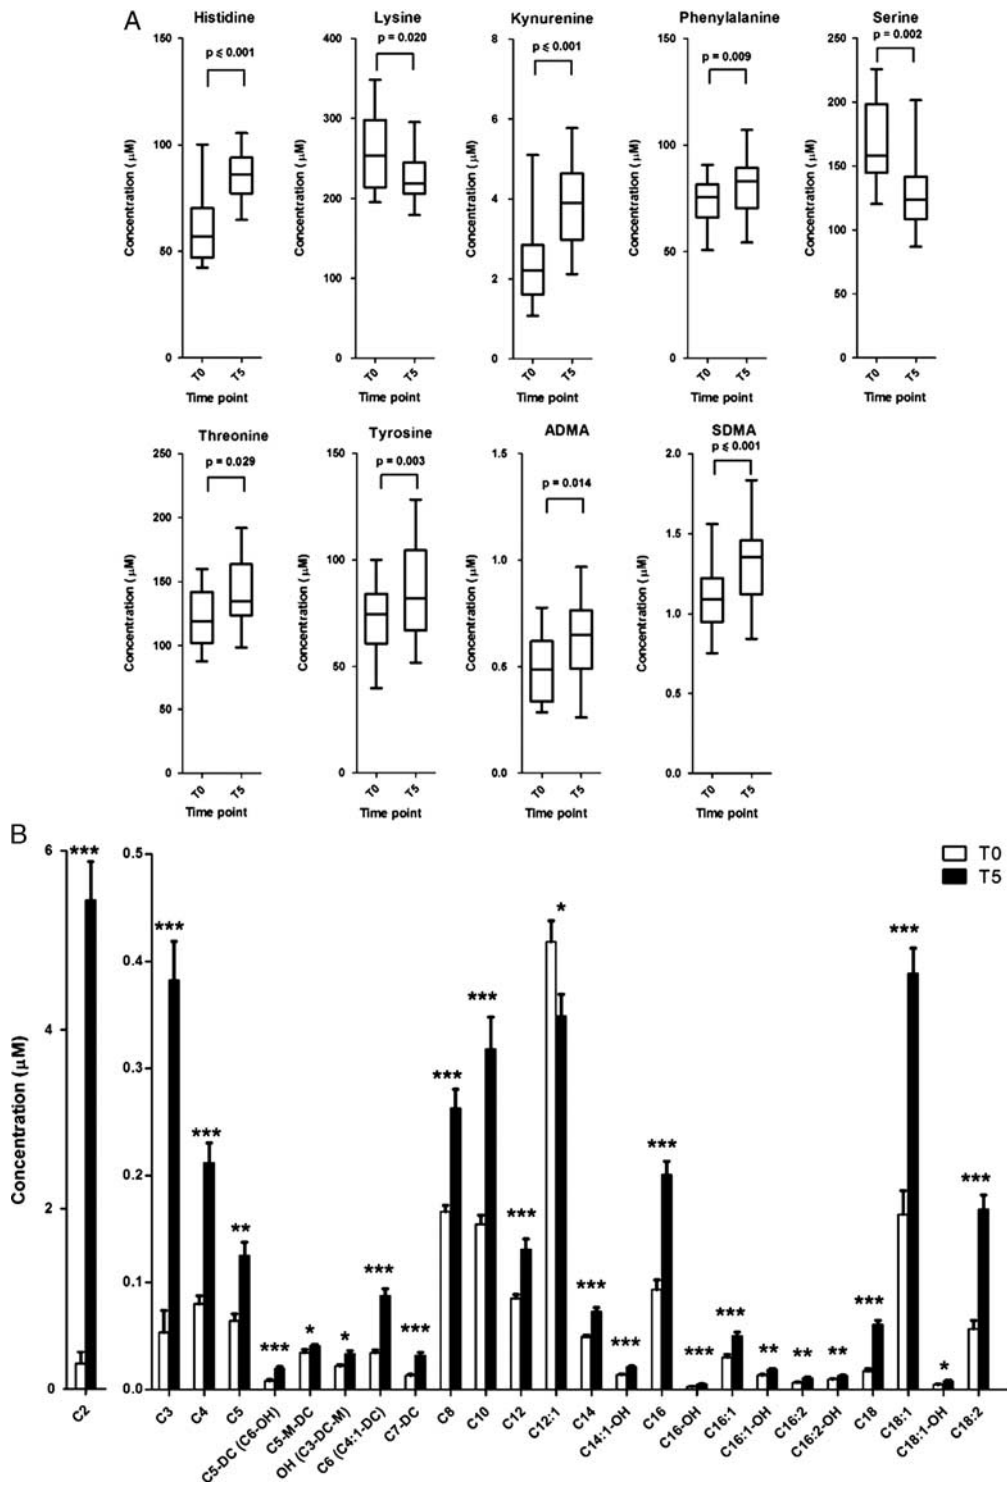 A
Histidine
Lysine
Kynurenine
Phenylalanine
Serine
p ≤ 0.001
p = 0.020
p ≤ 0.001
p = 0.009
p = 0.002
Concentration (μM)
150
100
50
0
T0
T5
Time point
Concentration (μM)
400
300
200
100
0
T0
T5
Time point
Concentration (μM)
8
6
4
2
0
T0
T5
Time point
Concentration (μM)
150
100
50
0
T0
T5
Time point
Concentration (μM)
250
200
150
100
50
0
T0
T5
Time point
Threonine
Tyrosine
ADMA
SDMA
p = 0.029
p = 0.003
p = 0.014
p ≤ 0.001
Concentration (μM)
250
200
150
100
50
0
T0
T5
Time point
Concentration (μM)
150
100
50
0
T0
T5
Time point
Concentration (μM)
1.5
1.0
0.5
0.0
T0
T5
Time point
Concentration (μM)
2.0
1.5
1.0
0.5
0.0
T0
T5
Time point
B
T0
T5
Concentration (μM)
6
4
2
0
0.5
0.4
0.3
0.2
0.1
0.0
***
***
***
**
***
*
*
***
***
***
***
***
*
***
***
***
***
***
**
**
**
***
***
*
***
C2
C3
C4
C5
C5-DC (C6-OH)
C5-M-DC
OH (C3-DC-M)
C6 (C4:1-DC)
C7-DC
C8
C10
C12
C12:1
C14
C14:1-OH
C16
C16-OH
C16:1
C16:1-OH
C16:2
C16:2-OH
C18
C18:1
C18:1-OH
C18:2